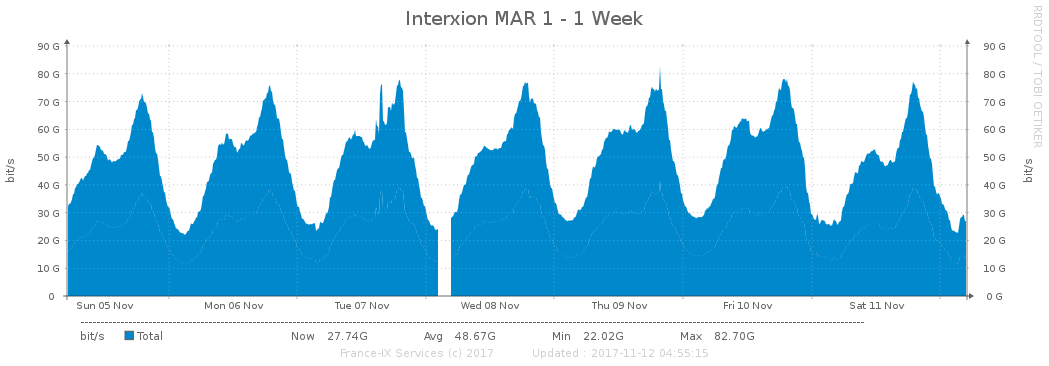 Interxion MAR 1 - 1 Week
RRDTOOL / TOBI OETIKER
bit/s
90 G 90 G
80 G 80 G
70 G 70 G
60 G 60 G
50 G 50 G
40 G 40 G
30 G 30 G
20 G 20 G
10 G 10 G
0 0 G
bit/s
Sun 05 Nov Mon 06 Nov Tue 07 Nov Wed 08 Nov Thu 09 Nov Fri 10 Nov Sat 11 Nov
bit/s Total Now 27.74G Avg 48.67G Min 22.02G Max 82.70G
France-IX Services (c) 2017 Updated : 2017-11-12 04:55:15